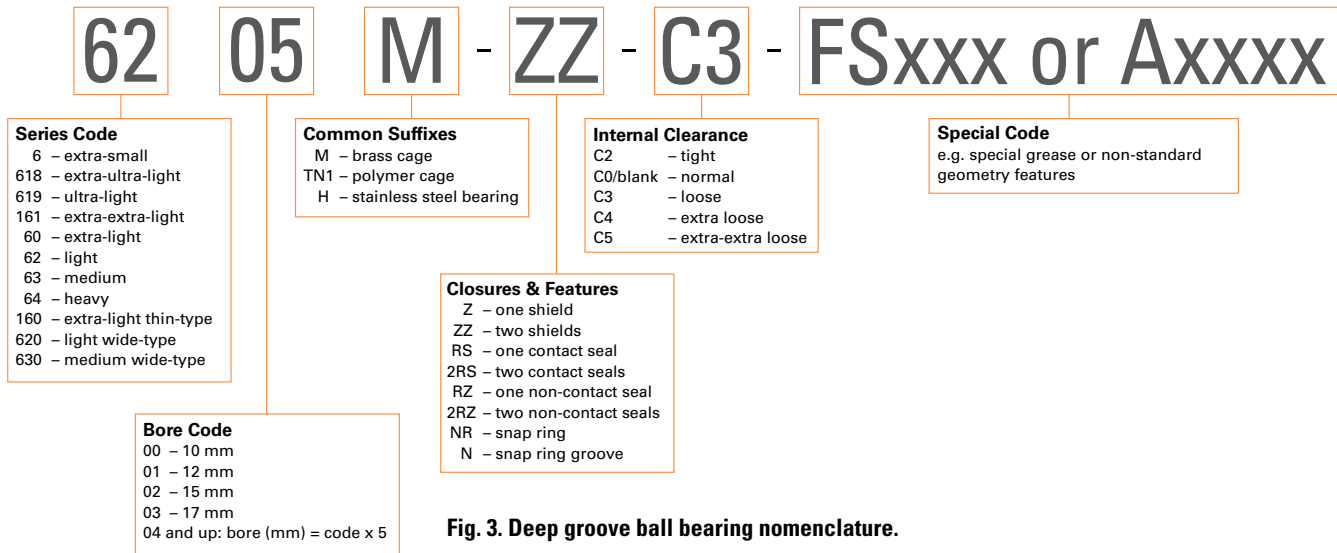 62 05 M - ZZ - C3 - FSxxx or Axxxx
Series Code
6 – extra-small
618 – extra-ultra-light
619 – ultra-light
161 – extra-extra-light
60 – extra-light
62 – light
63 – medium
64 – heavy
160 – extra-light thin-type
620 – light wide-type
630 – medium wide-type
Bore Code
00 – 10 mm
01 – 12 mm
02 – 15 mm
03 – 17 mm
04 and up: bore (mm) = code x 5
Common Suffixes
M – brass cage
TN1 – polymer cage
H – stainless steel bearing
Closures & Features
Z – one shield
ZZ – two shields
RS – one contact seal
2RS – two contact seals
RZ – one non-contact seal
2RZ – two non-contact seals
NR – snap ring
N – snap ring groove
Internal Clearance
C2 – tight
C0/blank – normal
C3 – loose
C4 – extra loose
C5 – extra-extra loose
Special Code
e.g. special grease or non-standard
geometry features
Fig. 3. Deep groove ball bearing nomenclature.